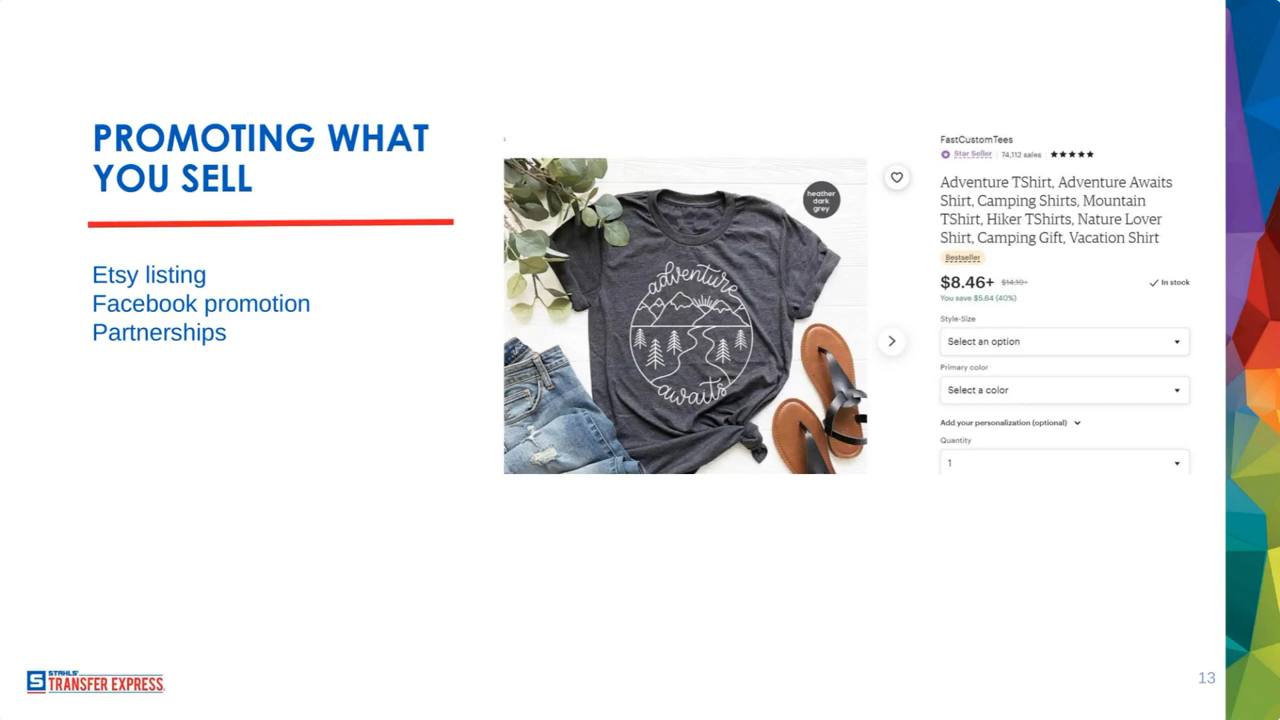 PROMOTING WHAT
YOU SELL
Etsy listing
Facebook promotion
Partnerships
heather
dark
grey
adventure
awaits
FastCustomTees
Star Seller
74,112 sales
Adventure TShirt, Adventure Awaits
Shirt, Camping Shirts, Mountain
TShirt, Hiker TShirts, Nature Lover
Shirt, Camping Gift, Vacation Shirt
Bestseller
$8.46+ $14.10+
In stock
You save $5.64 (40%)
Style-Size
Select an option
Primary color
Select a color
Add your personalization (optional)
Quantity
1
S STAHLS'
TRANSFER EXPRESS.
13